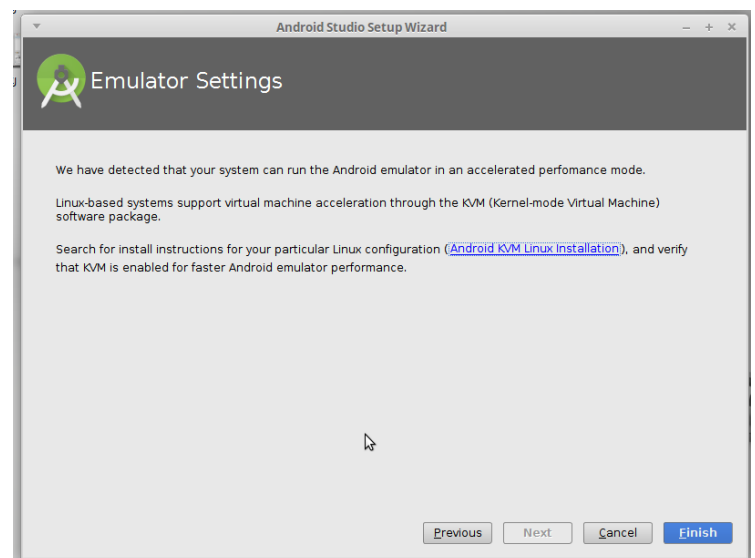 Android Studio Setup Wizard
Emulator Settings
We have detected that your system can run the Android emulator in an accelerated perfomance mode.
Linux-based systems support virtual machine acceleration through the KVM (Kernel-mode Virtual Machine)
software package.
Search for install instructions for your particular Linux configuration (Android KVM Linux Installation), and verify
that KVM is enabled for faster Android emulator performance.
Previous Next Cancel Finish